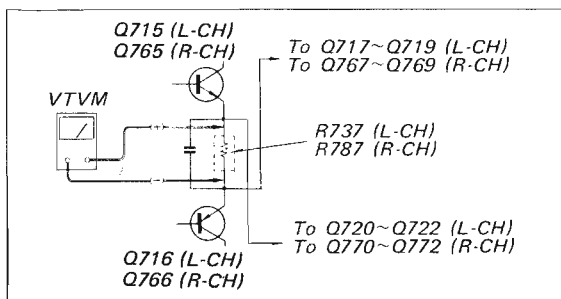 Q715 (L-CH)
Q765 (R-CH)
To Q717~Q719 (L-CH)
To Q767~Q769 (R-CH)
VTVM
(+)
R737 (L-CH)
R787 (R-CH)
(−)
To Q720~Q722 (L-CH)
To Q770~Q772 (R-CH)
Q716 (L-CH)
Q766 (R-CH)